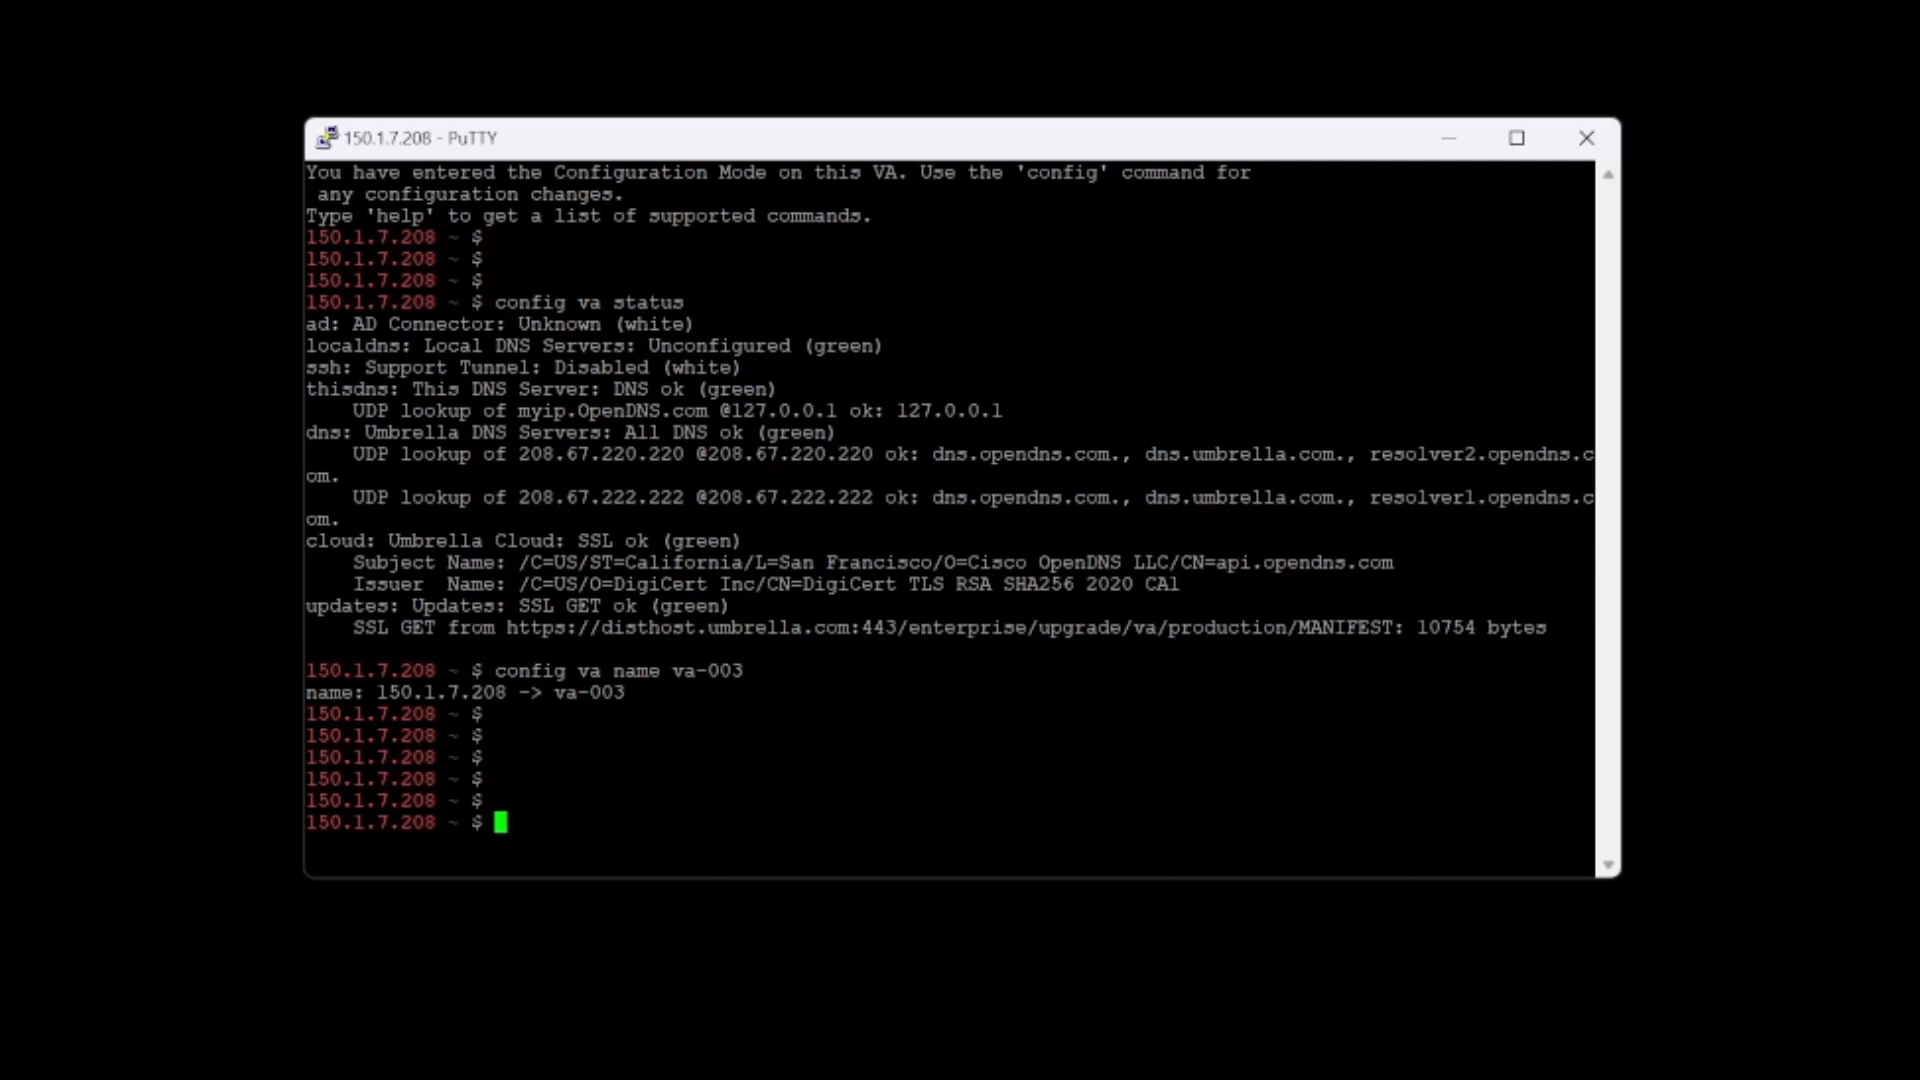 150.1.7.208 - PuTTY
You have entered the Configuration Mode on this VA. Use the 'config' command for
any configuration changes.
Type 'help' to get a list of supported commands.
150.1.7.208 ~ $
150.1.7.208 ~ $
150.1.7.208 ~ $
150.1.7.208 ~ $ config va status
ad: AD Connector: Unknown (white)
localdns: Local DNS Servers: Unconfigured (green)
ssh: Support Tunnel: Disabled (white)
thisdns: This DNS Server: DNS ok (green)
UDP lookup of myip.OpenDNS.com @127.0.0.1 ok: 127.0.0.1
dns: Umbrella DNS Servers: All DNS ok (green)
UDP lookup of 208.67.220.220 @208.67.220.220 ok: dns.opendns.com., dns.umbrella.com., resolver2.opendns.c
om.
UDP lookup of 208.67.222.222 @208.67.222.222 ok: dns.opendns.com., dns.umbrella.com., resolver1.opendns.c
om.
cloud: Umbrella Cloud: SSL ok (green)
Subject Name: /C=US/ST=California/L=San Francisco/O=Cisco OpenDNS LLC/CN=api.opendns.com
Issuer  Name: /C=US/O=DigiCert Inc/CN=DigiCert TLS RSA SHA256 2020 CA1
updates: Updates: SSL GET ok (green)
SSL GET from https://disthost.umbrella.com:443/enterprise/upgrade/va/production/MANIFEST: 10754 bytes
150.1.7.208 ~ $ config va name va-003
name: 150.1.7.208 -> va-003
150.1.7.208 ~ $
150.1.7.208 ~ $
150.1.7.208 ~ $
150.1.7.208 ~ $
150.1.7.208 ~ $
150.1.7.208 ~ $